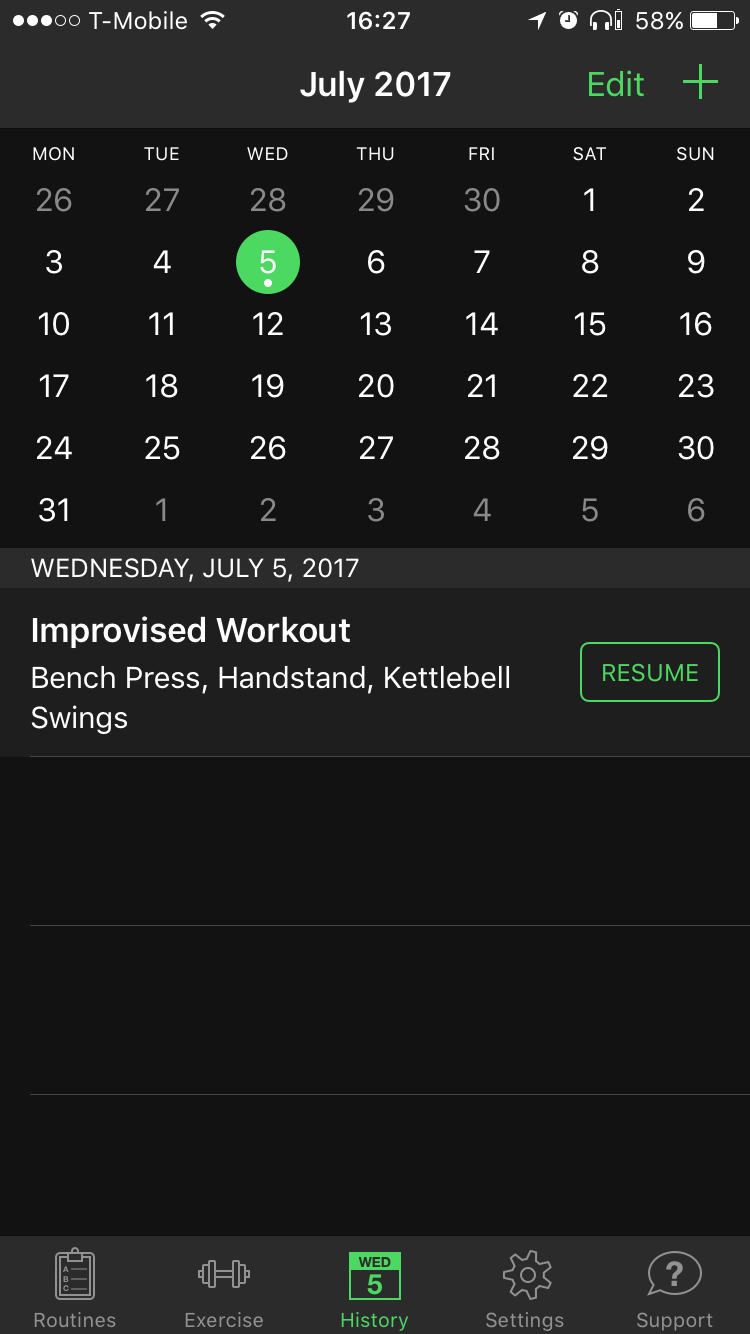 T-Mobile 16:27 58%
July 2017 Edit
MON TUE WED THU FRI SAT SUN
26 27 28 29 30 1 2
3 4 5 6 7 8 9
10 11 12 13 14 15 16
17 18 19 20 21 22 23
24 25 26 27 28 29 30
31 1 2 3 4 5 6
WEDNESDAY, JULY 5, 2017
Improvised Workout
Bench Press, Handstand, Kettlebell
Swings
RESUME
A
B
C
WED
5
?
Routines Exercise History Settings Support